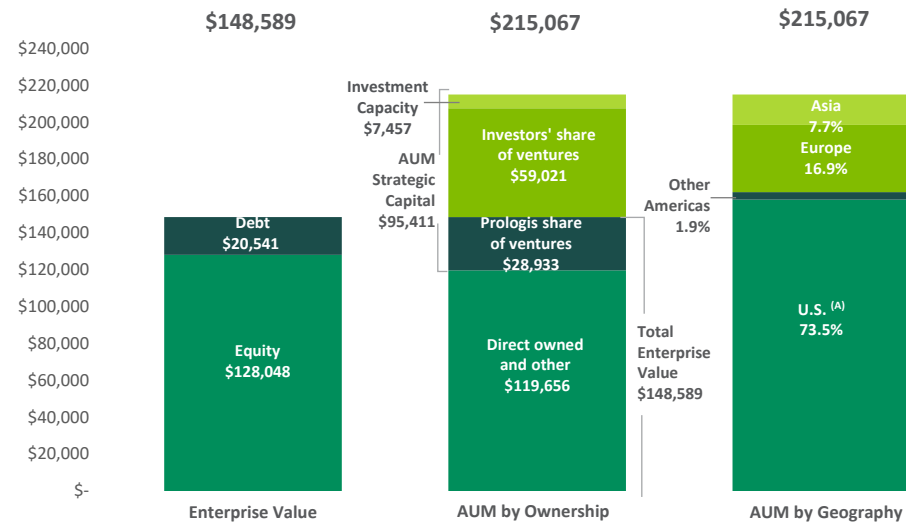 $148,589
$215,067
$215,067
$240,000
$220,000
$200,000
$180,000
$160,000
$140,000
$120,000
$100,000
$80,000
$60,000
$40,000
$20,000
$-
Debt
$20,541
Equity
$128,048
Enterprise Value
Investment
Capacity
$7,457
AUM
Strategic
Capital
$95,411
Investors' share
of ventures
$59,021
Prologis share
of ventures
$28,933
Direct owned
and other
$119,656
AUM by Ownership
Total
Enterprise
Value
$148,589
Other
Americas
1.9%
Asia
7.7%
Europe
16.9%
U.S. (A)
73.5%
AUM by Geography